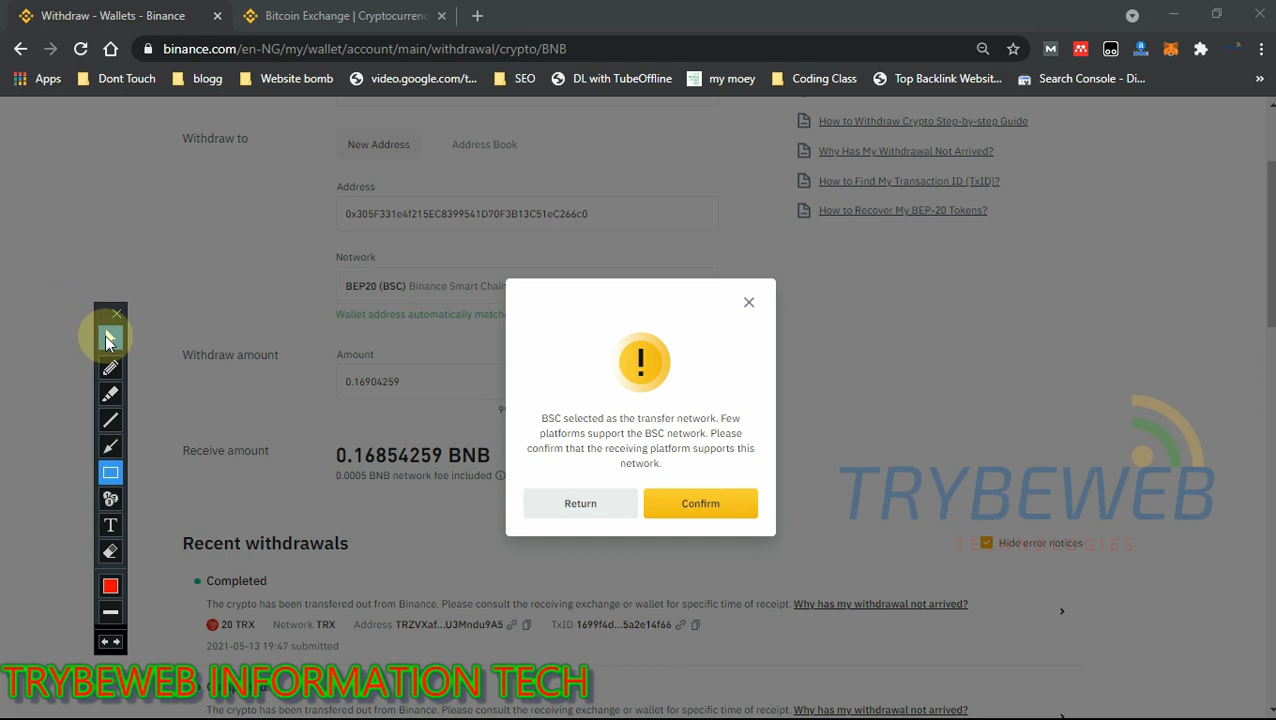 Withdraw - Wallets - Binance
Bitcoin Exchange | Cryptocurrenc
binance.com/en-NG/my/wallet/account/main/withdrawal/crypto/BNB
Apps
Dont Touch
blogg
Website bomb
video.google.com/t...
SEO
DL with TubeOffline
my moey
Coding Class
Top Backlink Websit...
Search Console - Di...
»
Withdraw to
New Address
Address Book
How to Withdraw Crypto Step-by-step Guide
Why Has My Withdrawal Not Arrived?
How to Find My Transaction ID (TxID)?
How to Recover My BEP-20 Tokens?
Address
0x305F331e4f215EC8399541D70F3B13C51eC266c0
Network
BEP20 (BSC) Binance Smart Chain
Wallet address automatically matche
Withdraw amount
Amount
0.16904259
Receive amount
0.16854259 BNB
0.0005 BNB network fee included
!
BSC selected as the transfer network. Few
platforms support the BSC network. Please
confirm that the receiving platform supports this
network.
Return
Confirm
T
TRYBEWEB
TECHNOLOGIES
Hide error notices
Recent withdrawals
Completed
The crypto has been transfered out from Binance. Please consult the receiving exchange or wallet for specific time of receipt. Why has my withdrawal not arrived?
20 TRX Network TRX Address TRZVXaf...U3Mndu9A5 TxID 1699f4d...5a2e14f66
2021-05-13 19:47 submitted
TRYBEWEB INFORMATION TECH
The crypto has been transfered out from Binance. Please consult the receiving exchange or wallet for specific time of receipt. Why has my withdrawal not arrived?